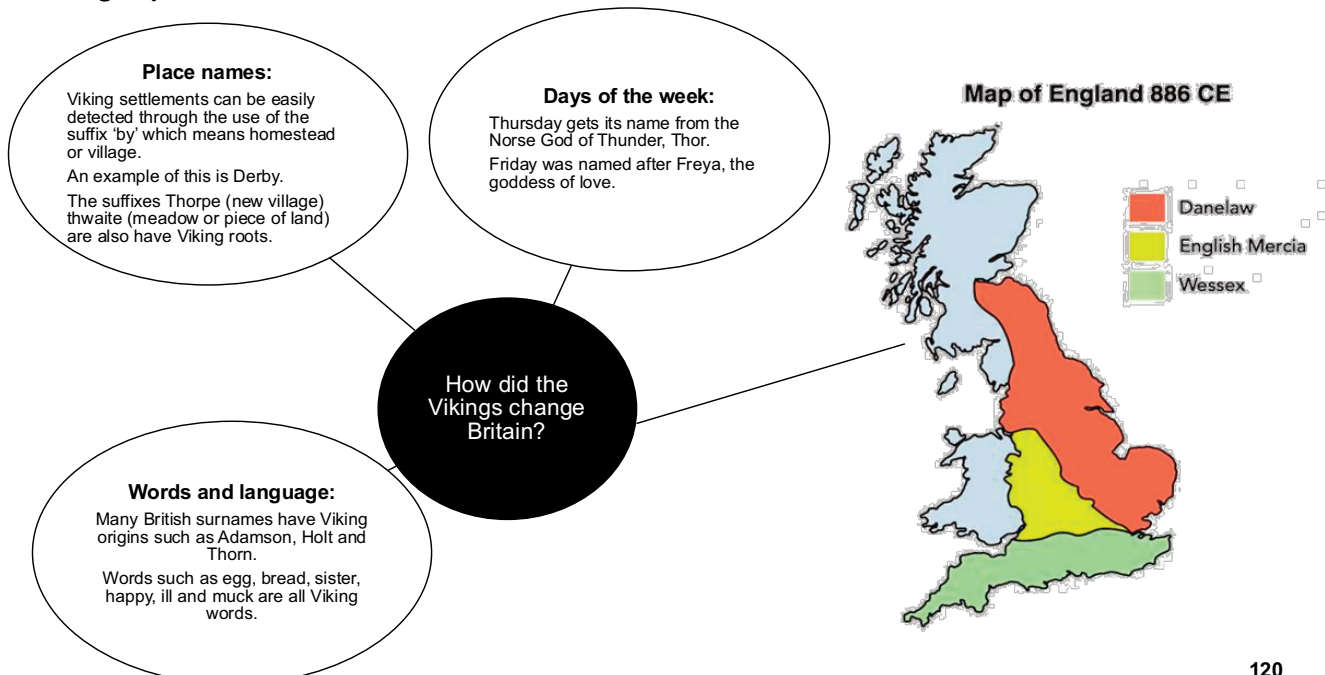 Place names:
Viking settlements can be easily
detected through the use of the
suffix ‘by’ which means homestead
or village.
An example of this is Derby.
The suffixes Thorpe (new village)
thwaite (meadow or piece of land)
are also have Viking roots.
Days of the week:
Thursday gets its name from the
Norse God of Thunder, Thor.
Friday was named after Freya, the
goddess of love.
Map of England 886 CE
Danelaw
English Mercia
Wessex
How did the
Vikings change
Britain?
Words and language:
Many British surnames have Viking
origins such as Adamson, Holt and
Thorn.
Words such as egg, bread, sister,
happy, ill and muck are all Viking
words.
120